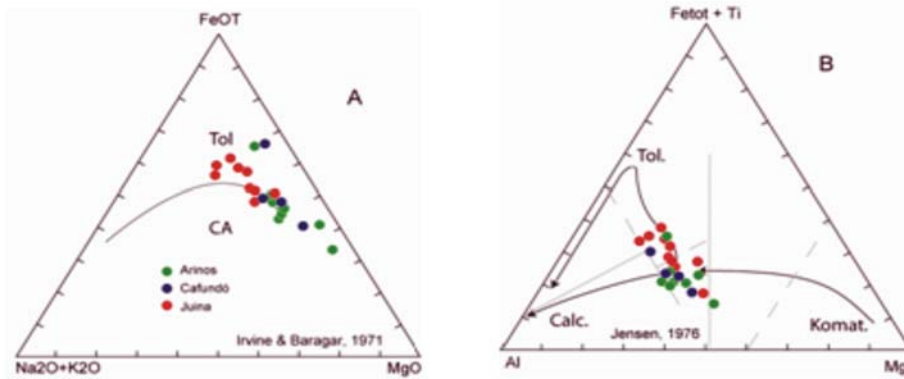 FeOT
A
Tol
CA
Arinos
Cafundó
Juina
Irvine & Baragar, 1971
Na2O+K2O
MgO
Fetot + Ti
B
Tol.
Calc.
Jensen, 1976
Komat.
Al
Mg